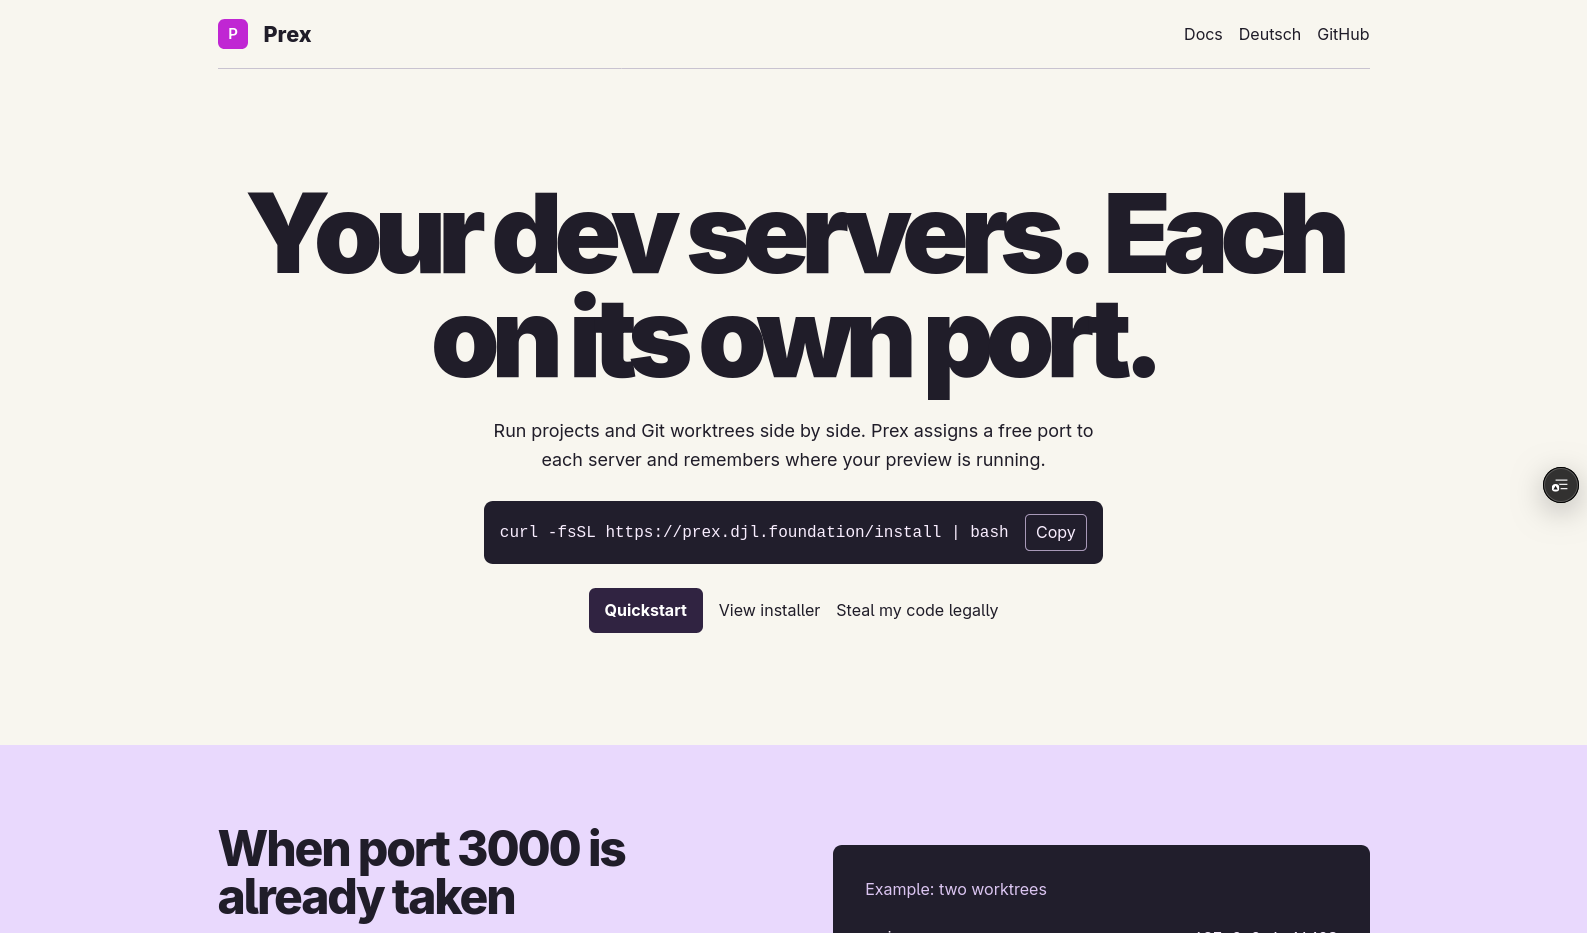 P
Prex
Docs
Deutsch
GitHub
Your dev servers. Each
on its own port.
Run projects and Git worktrees side by side. Prex assigns a free port to
each server and remembers where your preview is running.
curl -fsSL https://prex.djl.foundation/install | bash
Copy
Quickstart
View installer
Steal my code legally
When port 3000 is
already taken
Example: two worktrees